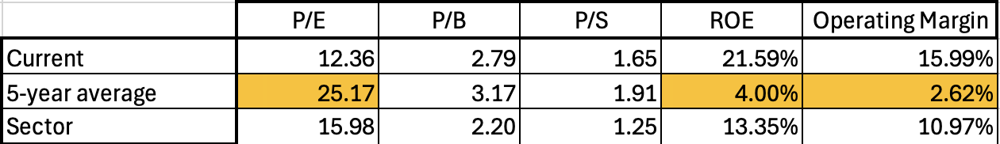 P/E P/B P/S ROE Operating Margin
Current 12.36 2.79 1.65 21.59% 15.99%
5-year average 25.17 3.17 1.91 4.00% 2.62%
Sector 15.98 2.20 1.25 13.35% 10.97%